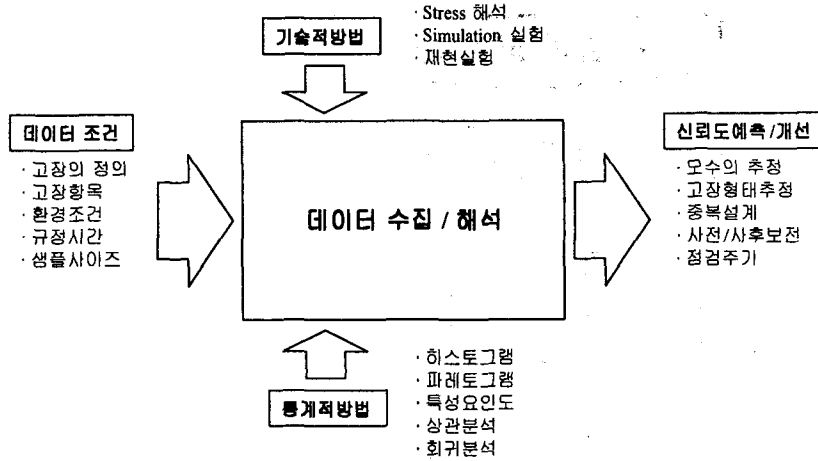 기술적방법
· Stress 해석
· Simulation 실험
· 재현실험
데이터 조건
· 고장의 정의
· 고장항목
· 환경조건
· 규정시간
· 샘플사이즈
데이터 수집 / 해석
신뢰도예측/개선
· 모수의 추정
· 고장형태추정
· 중복설계
· 사전/사후보전
· 점검주가
통계적방법
· 히스토그램
· 파레토그램
· 특성요인도
· 상관분석
· 회귀분석